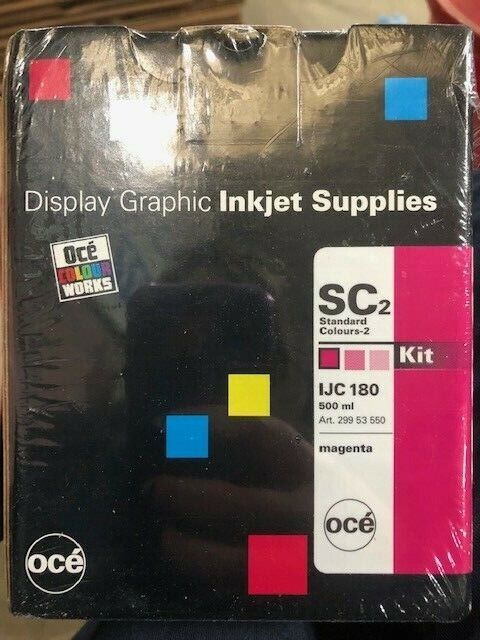 Display Graphic Inkjet Supplies
Océ
COLOUR
WORKS
SC2
Standard
Colours-2
Kit
IJC 180
500 ml
Art. 299 53 550
magenta
océ
océ